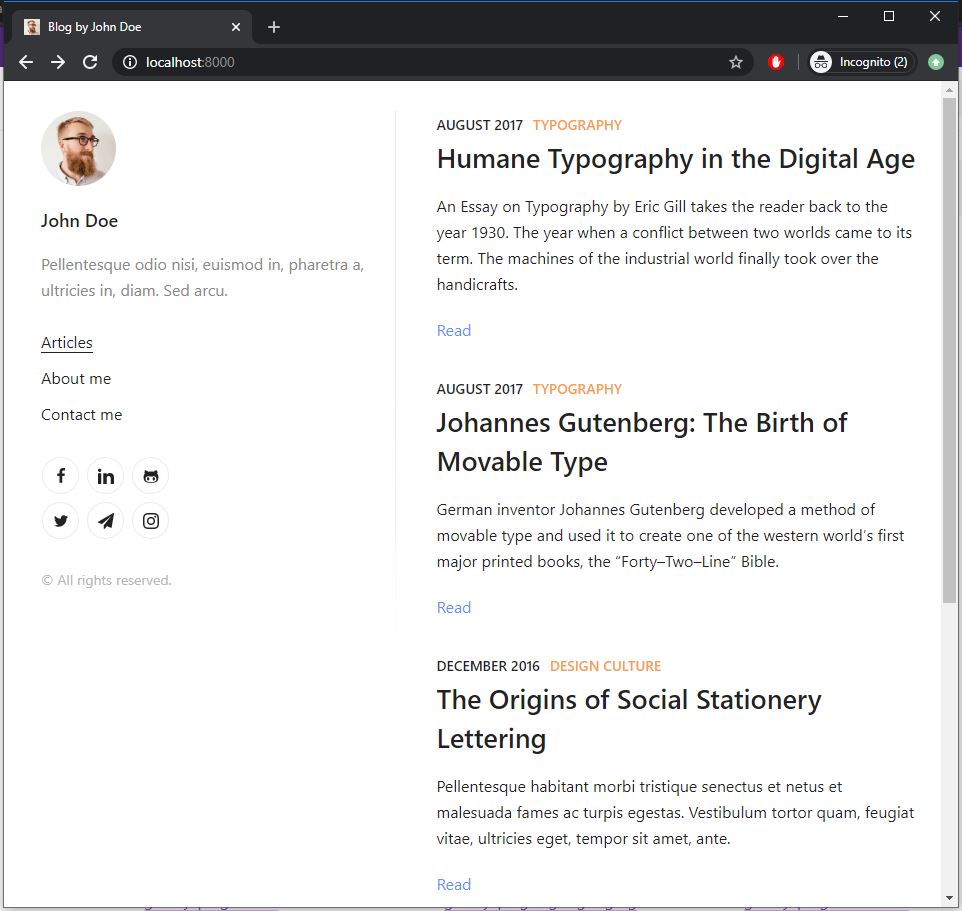 Blog by John Doe
localhost:8000
Incognito (2)
John Doe
Pellentesque odio nisi, euismod in, pharetra a,
ultricies in, diam. Sed arcu.
Articles
About me
Contact me
© All rights reserved.
AUGUST 2017 TYPOGRAPHY
Humane Typography in the Digital Age
An Essay on Typography by Eric Gill takes the reader back to the
year 1930. The year when a conflict between two worlds came to its
term. The machines of the industrial world finally took over the
handicrafts.
Read
AUGUST 2017 TYPOGRAPHY
Johannes Gutenberg: The Birth of
Movable Type
German inventor Johannes Gutenberg developed a method of
movable type and used it to create one of the western world’s first
major printed books, the “Forty–Two–Line” Bible.
Read
DECEMBER 2016 DESIGN CULTURE
The Origins of Social Stationery
Lettering
Pellentesque habitant morbi tristique senectus et netus et
malesuada fames ac turpis egestas. Vestibulum tortor quam, feugiat
vitae, ultricies eget, tempor sit amet, ante.
Read